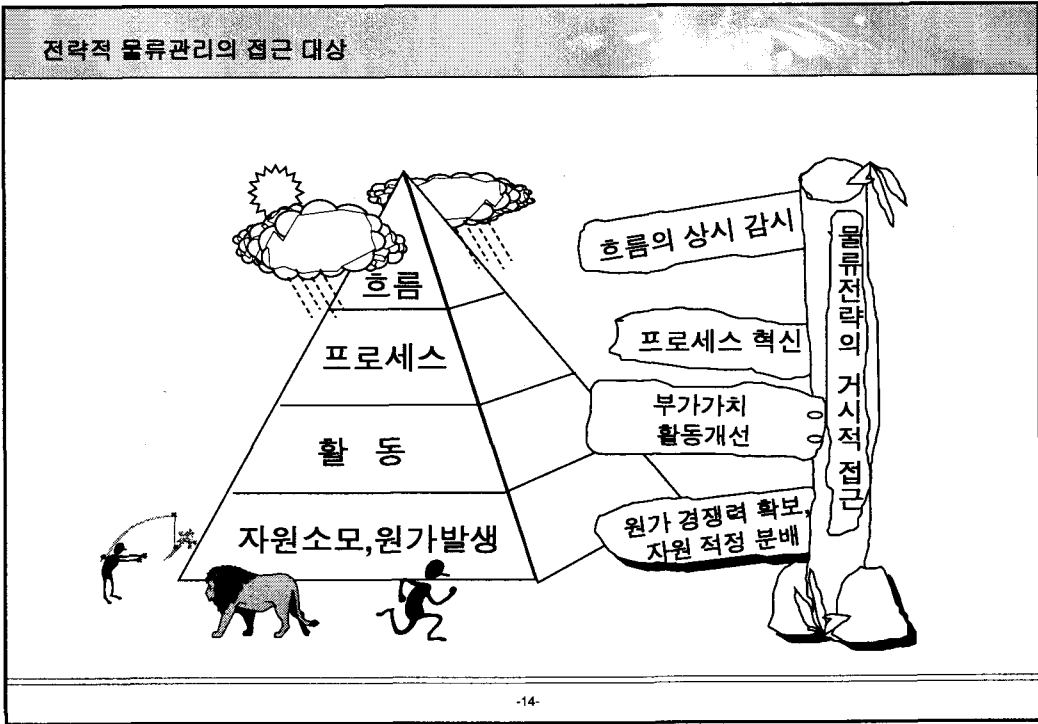 전략적 물류관리의 접근 대상
흐름
프로세스
활 동
자원소모,원가발생
흐름의 상시 감시
프로세스 혁신
부가가치
활동개선
원가 경쟁력 확보,
자원 적정 분배
물류전략의 거시적 접근
-14-